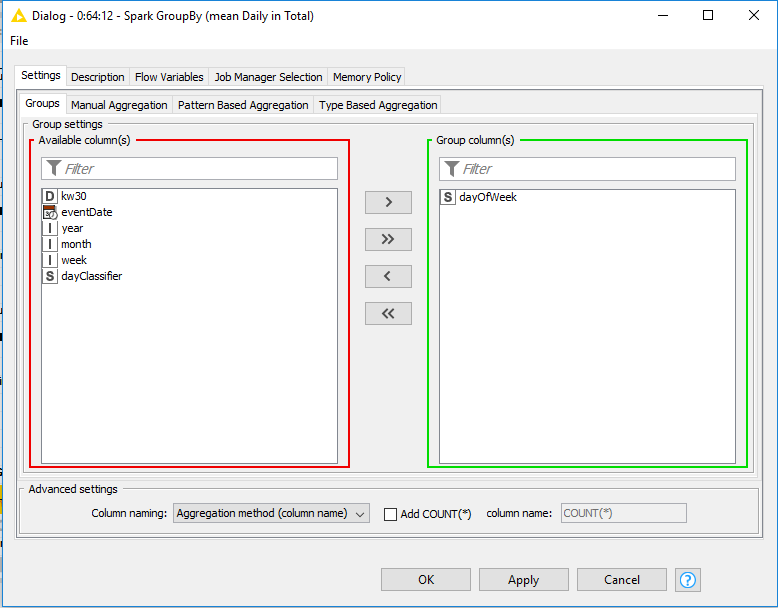 Dialog - 0:64:12 - Spark GroupBy (mean Daily in Total)
File
Settings Description Flow Variables Job Manager Selection Memory Policy
Groups Manual Aggregation Pattern Based Aggregation Type Based Aggregation
Group settings
Available column(s)
Filter
D kw30
eventDate
I year
I month
I week
S dayClassifier
>
>>
<
<<
Group column(s)
Filter
S dayOfWeek
Advanced settings
Column naming: Aggregation method (column name) Add COUNT(*) column name: COUNT(*)
OK Apply Cancel ?